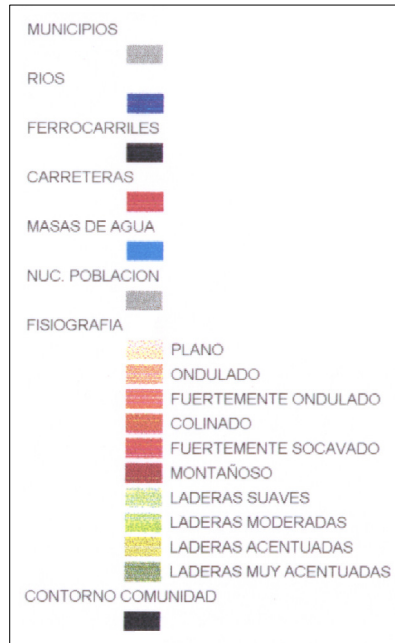 MUNICIPIOS
RIOS
FERROCARRILES
CARRETERAS
MASAS DE AGUA
NUC. POBLACION
FISIOGRAFIA
PLANO
ONDULADO
FUERTEMENTE ONDULADO
COLINADO
FUERTEMENTE SOCAVADO
MONTAÑOSO
LADERAS SUAVES
LADERAS MODERADAS
LADERAS ACENTUADAS
LADERAS MUY ACENTUADAS
CONTORNO COMUNIDAD